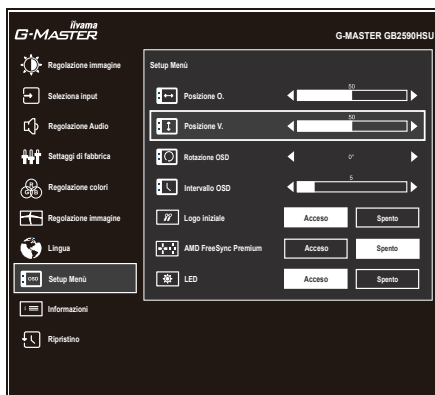 iiyama
G-MASTER
G-MASTER GB2590HSU
Regolazione immagine
Seleziona input
Regolazione Audio
Settaggi di fabbrica
Regolazione colori
Regolazione immagine
Lingua
OSD Setup Menù
Informazioni
Ripristino
Setup Menù
Posizione O. 50
Posizione V. 50
Rotazione OSD 0°
Intervallo OSD 5
Logo iniziale Acceso Spento
AMD FreeSync Premium Acceso Spento
LED Acceso Spento